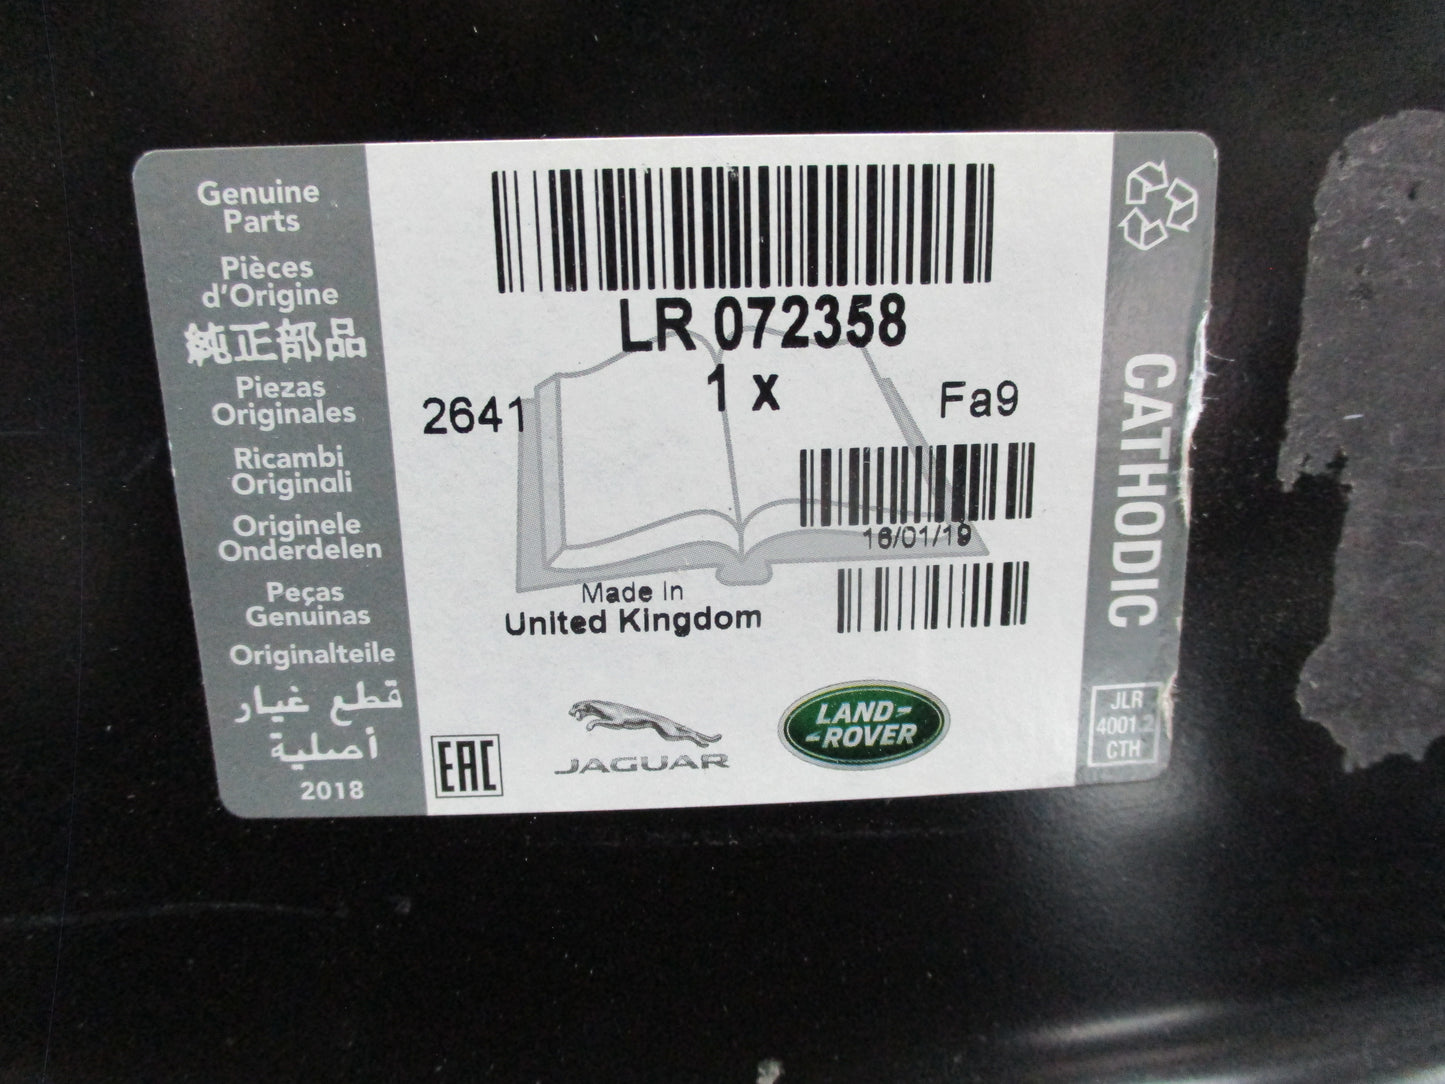 Genuine
Parts
Pièces
d'Origine
純正部品
Piezas
Originales
Ricambi
Originali
Originele
Onderdelen
Peças
Genuínas
Originalteile
قطع غيار
أصلية
2018
LR 072358
1 x
2641
Fa9
16/01/19
Made In
United Kingdom
EAC
JAGUAR
LAND-
-ROVER
CATHODIC
JLR
4001.2
CTH